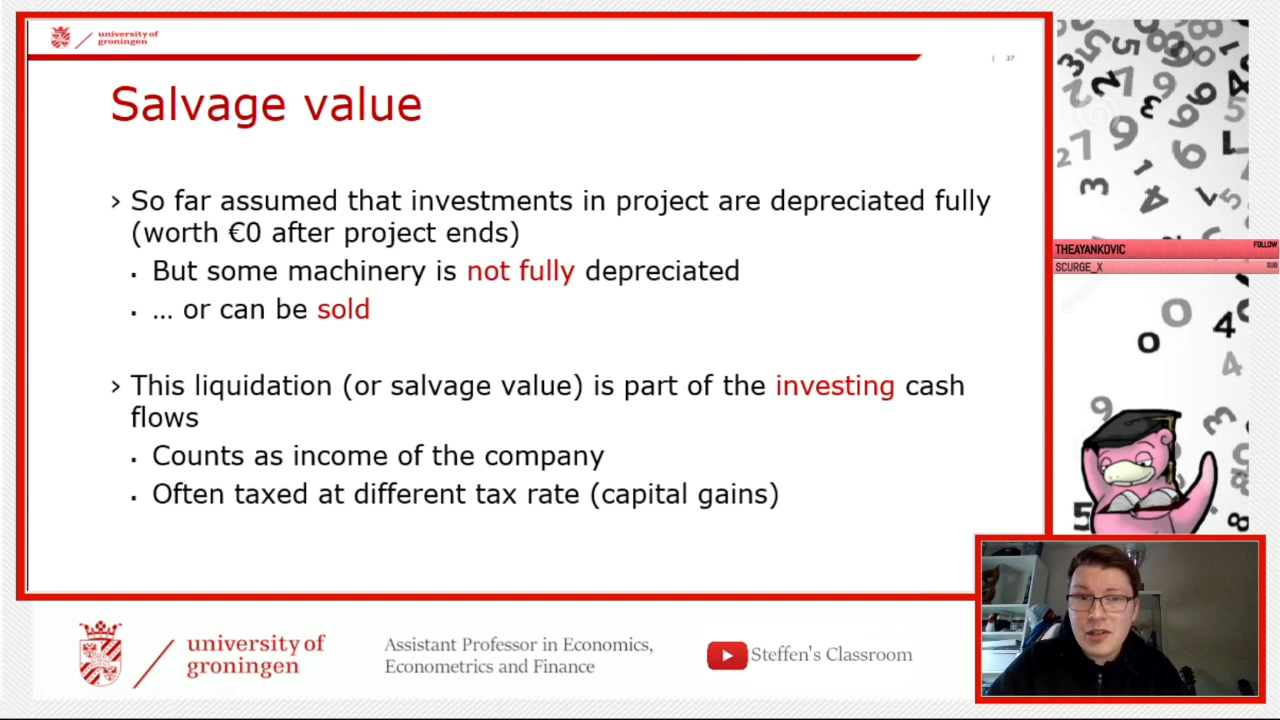 university of
groningen
| 37
Salvage value
› So far assumed that investments in project are depreciated fully
(worth €0 after project ends)
▪ But some machinery is not fully depreciated
▪ … or can be sold
› This liquidation (or salvage value) is part of the investing cash
flows
▪ Counts as income of the company
▪ Often taxed at different tax rate (capital gains)
THEAYANKOVIC FOLLOW
SCURGE_X SUB
university of
groningen
Assistant Professor in Economics,
Econometrics and Finance
Steffen's Classroom